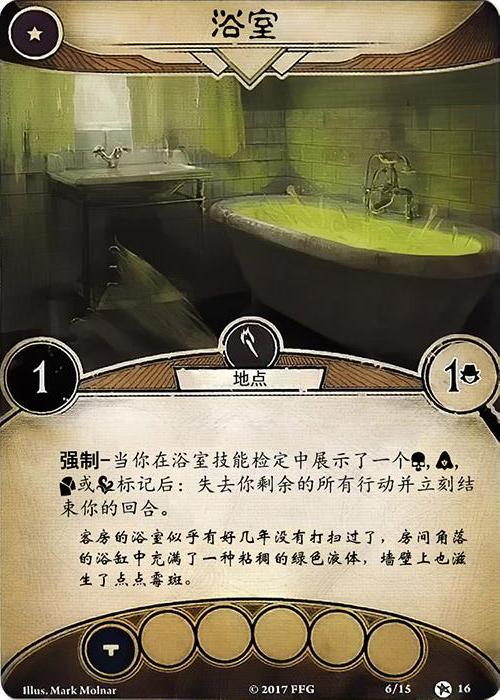 浴室
1
地点
1
强制-当你在浴室技能检定中展示了一个,,
或标记后：失去你剩余的所有行动并立刻结
束你的回合。
客房的浴室似乎有好几年没有打扫过了，房间角落
的浴缸中充满了一种粘稠的绿色液体，墙壁上也滋
生了点点霉斑。
Illus. Mark Molnar
© 2017 FFG
6/15
16